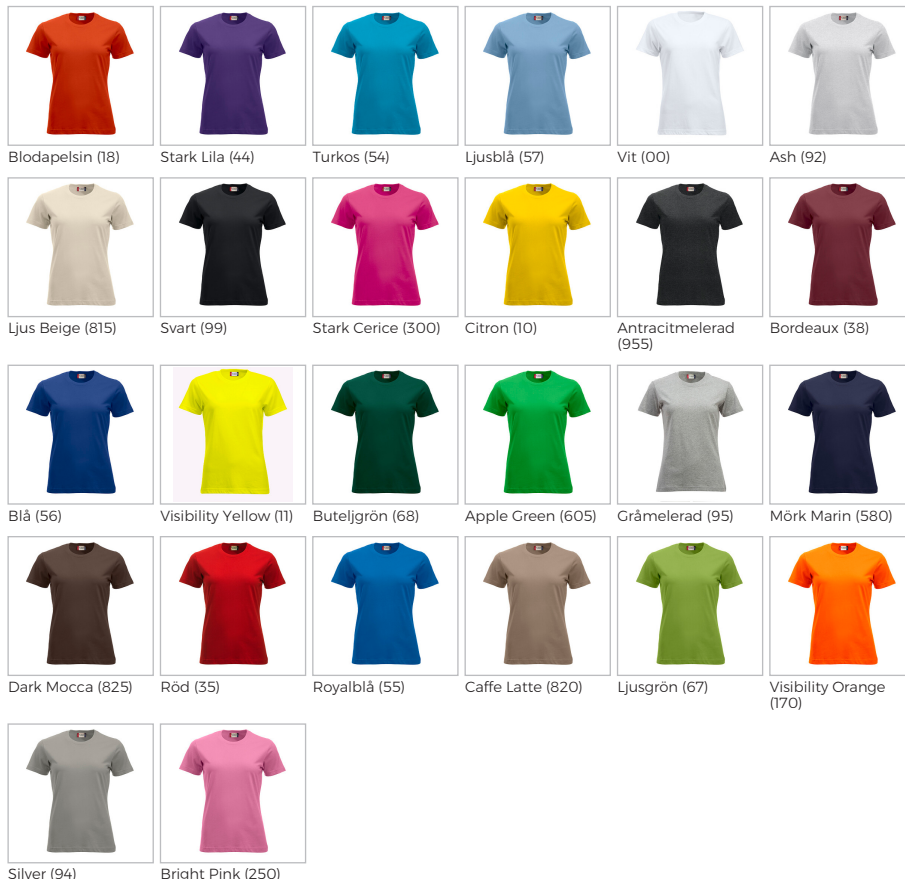 Blodapelsin (18)
Stark Lila (44)
Turkos (54)
Ljusblå (57)
Vit (00)
Ash (92)
Ljus Beige (815)
Svart (99)
Stark Cerice (300)
Citron (10)
Antracitmelerad
(955)
Bordeaux (38)
Blå (56)
Visibility Yellow (11)
Buteljgrön (68)
Apple Green (605)
Gråmelerad (95)
Mörk Marin (580)
Dark Mocca (825)
Röd (35)
Royalblå (55)
Caffe Latte (820)
Ljusgrön (67)
Visibility Orange
(170)
Silver (94)
Bright Pink (250)